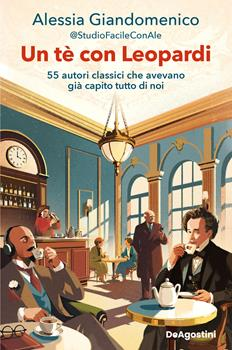 Alessia Giandomenico
@StudioFacileConAle
Un tè con Leopardi
55 autori classici che avevano
già capito tutto di noi
DeAgostini